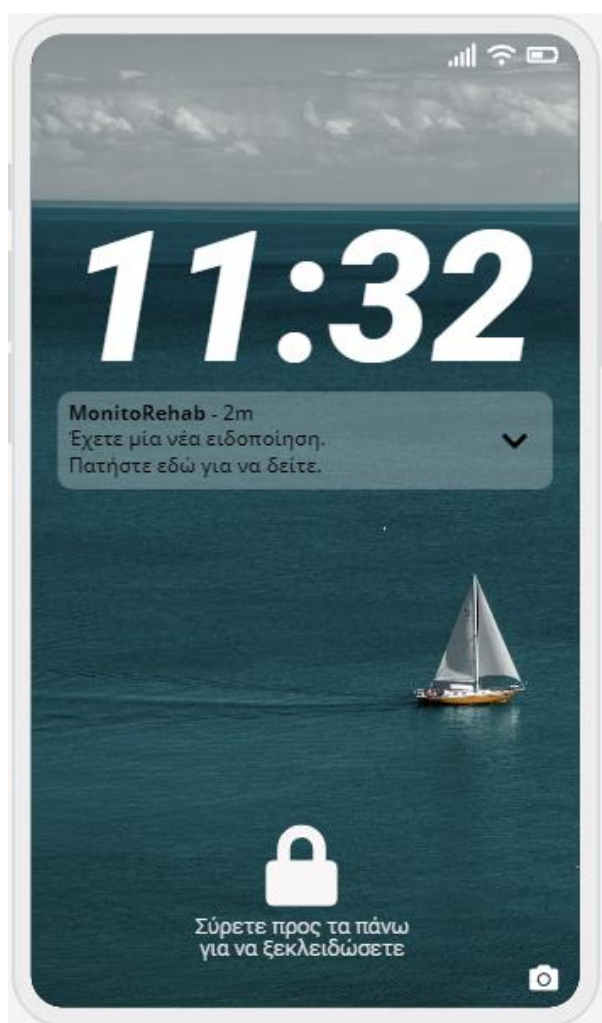 11:32
MonitoRehab - 2m
Έχετε μία νέα ειδοποίηση.
Πατήστε εδώ για να δείτε.
Σύρετε προς τα πάνω
για να ξεκλειδώσετε